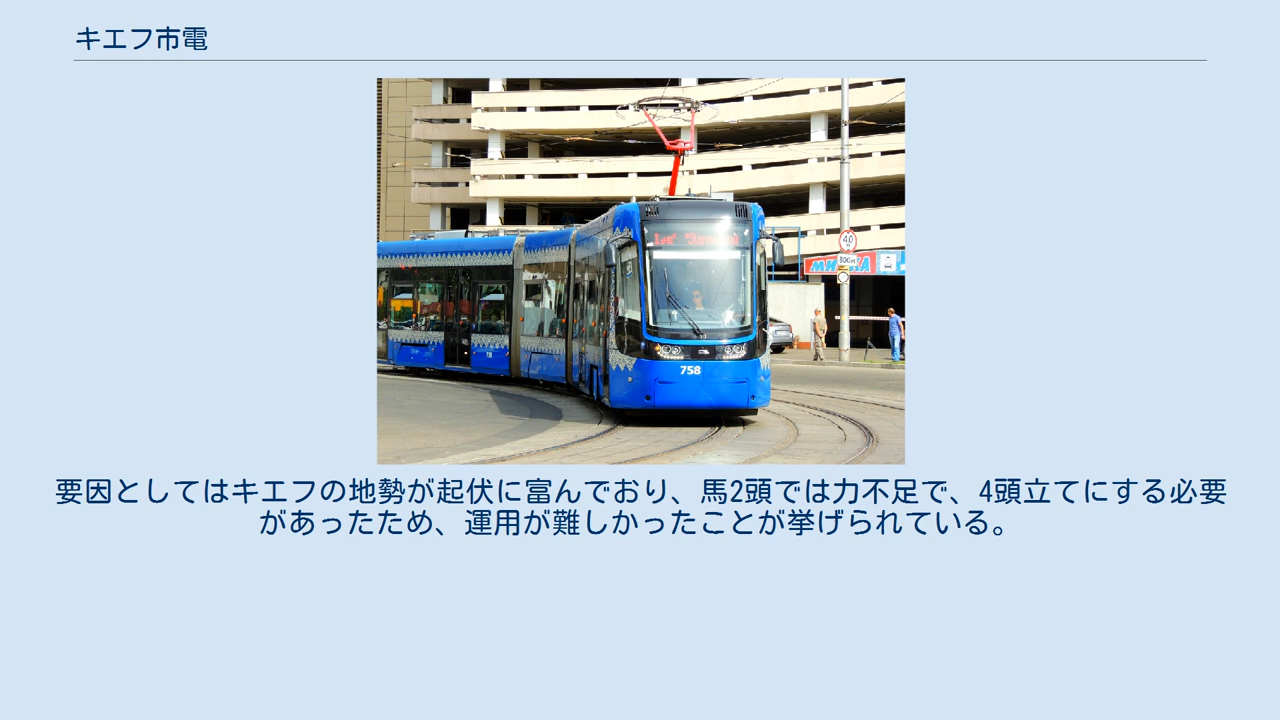 キエフ市電
758
40
300м
要因としてはキエフの地勢が起伏に富んでおり、馬2頭では力不足で、4頭立てにする必要
があったため、運用が難しかったことが挙げられている。